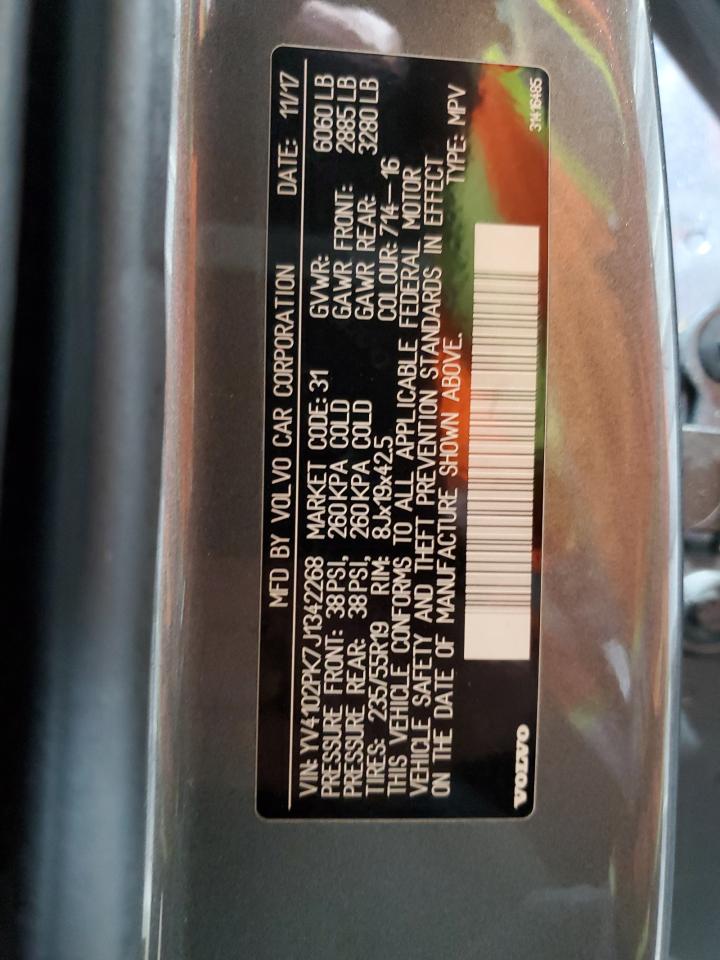 MFD BY VOLVO CAR CORPORATION DATE: 11/17
VIN: YV4102PK7J1342268 MARKET CODE: 31 GVWR: 6060 LB
PRESSURE FRONT: 38 PSI, 260 KPA COLD GAWR FRONT: 2885 LB
PRESSURE REAR: 38 PSI, 260 KPA COLD GAWR REAR: 3280 LB
TIRES: 235/55R19 RIM: 8Jx19x42.5 COLOUR: 714-16
THIS VEHICLE CONFORMS TO ALL APPLICABLE FEDERAL MOTOR
VEHICLE SAFETY AND THEFT PREVENTION STANDARDS IN EFFECT
ON THE DATE OF MANUFACTURE SHOWN ABOVE. TYPE: MPV
VOLVO 31416485